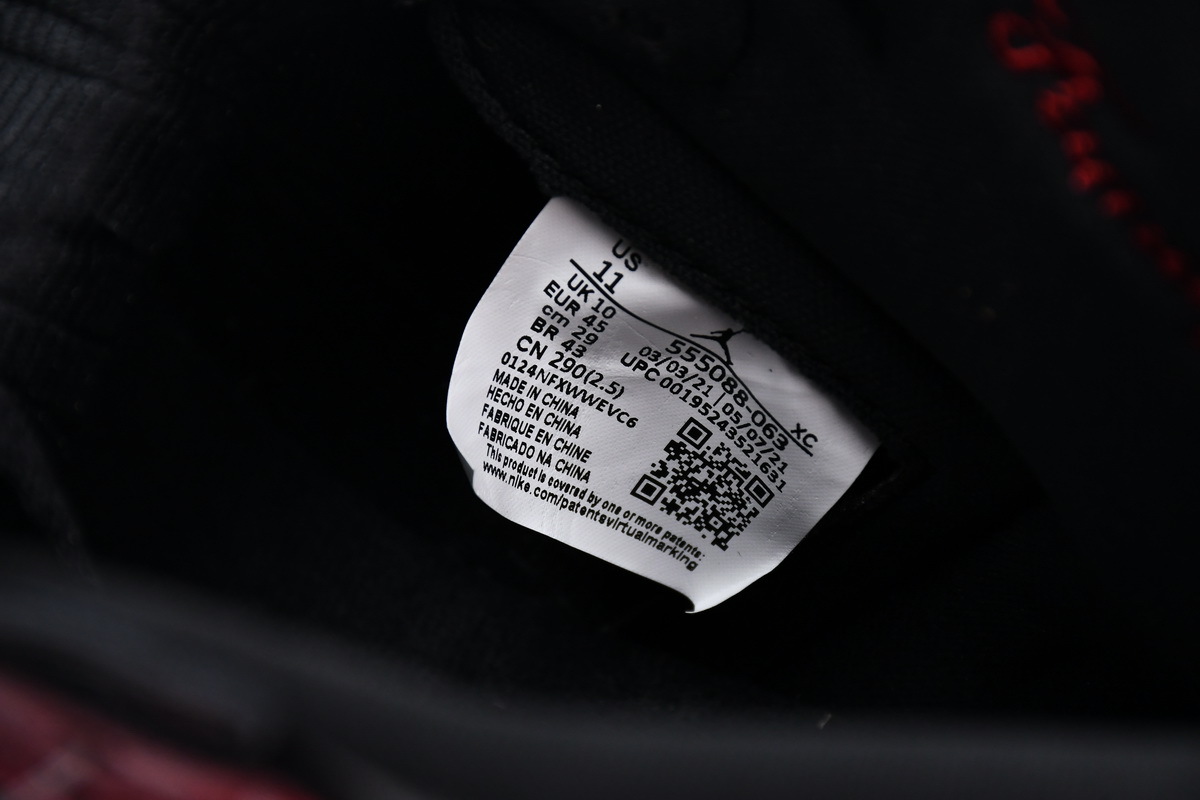 US
11
UK 10
EUR 45
cm 29
BR 43
CN 290(2.5)
0124NFXWWEVC6
MADE IN CHINA
HECHO EN CHINA
FABRIQUE EN CHINE
FABRICADO NA CHINA
This product is covered by one or more patents:
www.nike.com/patentsvirtualmarking
555088-063 XC
03/03/21 | 05/07/21
UPC 00195243521631